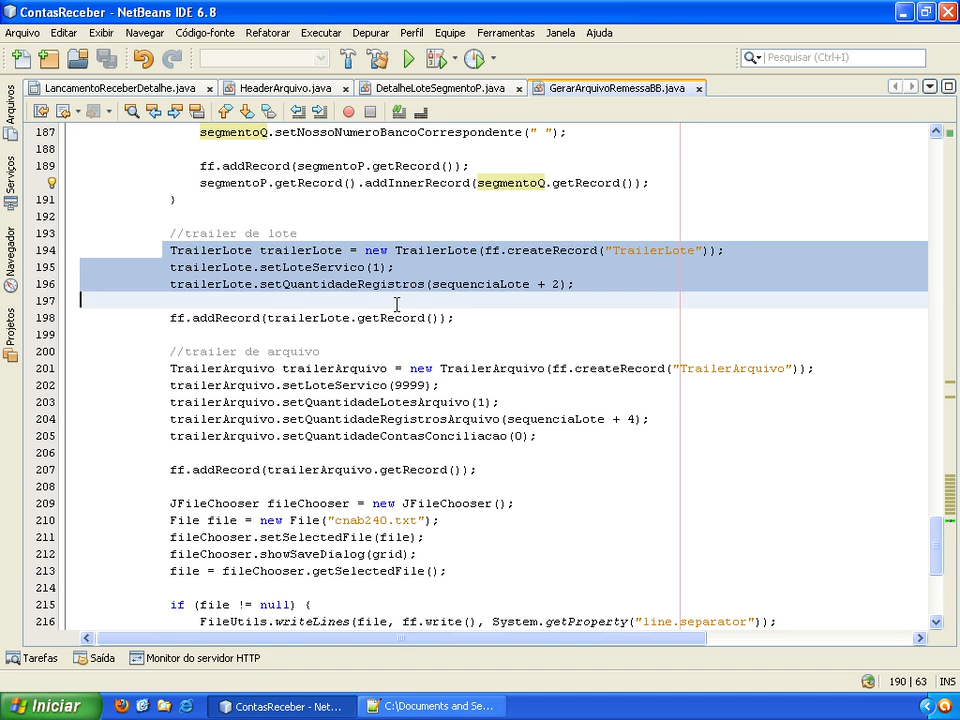 ContasReceber - NetBeans IDE 6.8
Arquivo Editar Exibir Navegar Código-fonte Refatorar Executar Depurar Perfil Equipe Ferramentas Janela Ajuda
Pesquisar (Ctrl+I)
LancamentoReceberDetalhe.java HeaderArquivo.java DetalheLoteSegmentoP.java GerarArquivoRemessaBB.java
Arquivos
Serviços
Navegador
Projetos
187 segmentoQ.setNossoNumeroBancoCorrespondente(" ");
188
189 ff.addRecord(segmentoP.getRecord());
segmentoP.getRecord().addInnerRecord(segmentoQ.getRecord());
191 }
192
193 //trailer de lote
194 TrailerLote trailerLote = new TrailerLote(ff.createRecord("TrailerLote"));
195 trailerLote.setLoteServico(1);
196 trailerLote.setQuantidadeRegistros(sequenciaLote + 2);
197
198 ff.addRecord(trailerLote.getRecord());
199
200 //trailer de arquivo
201 TrailerArquivo trailerArquivo = new TrailerArquivo(ff.createRecord("TrailerArquivo"));
202 trailerArquivo.setLoteServico(9999);
203 trailerArquivo.setQuantidadeLotesArquivo(1);
204 trailerArquivo.setQuantidadeRegistrosArquivo(sequenciaLote + 4);
205 trailerArquivo.setQuantidadeContasConciliacao(0);
206
207 ff.addRecord(trailerArquivo.getRecord());
208
209 JFileChooser fileChooser = new JFileChooser();
210 File file = new File("cnab240.txt");
211 fileChooser.setSelectedFile(file);
212 fileChooser.showSaveDialog(grid);
213 file = fileChooser.getSelectedFile();
214
215 if (file != null) {
216 FileUtils.writeLines(file, ff.write(), System.getProperty("line.separator"));
Tarefas Saída Monitor do servidor HTTP
190 | 63 INS
Iniciar ContasReceber - Net... C:\Documents and Se...